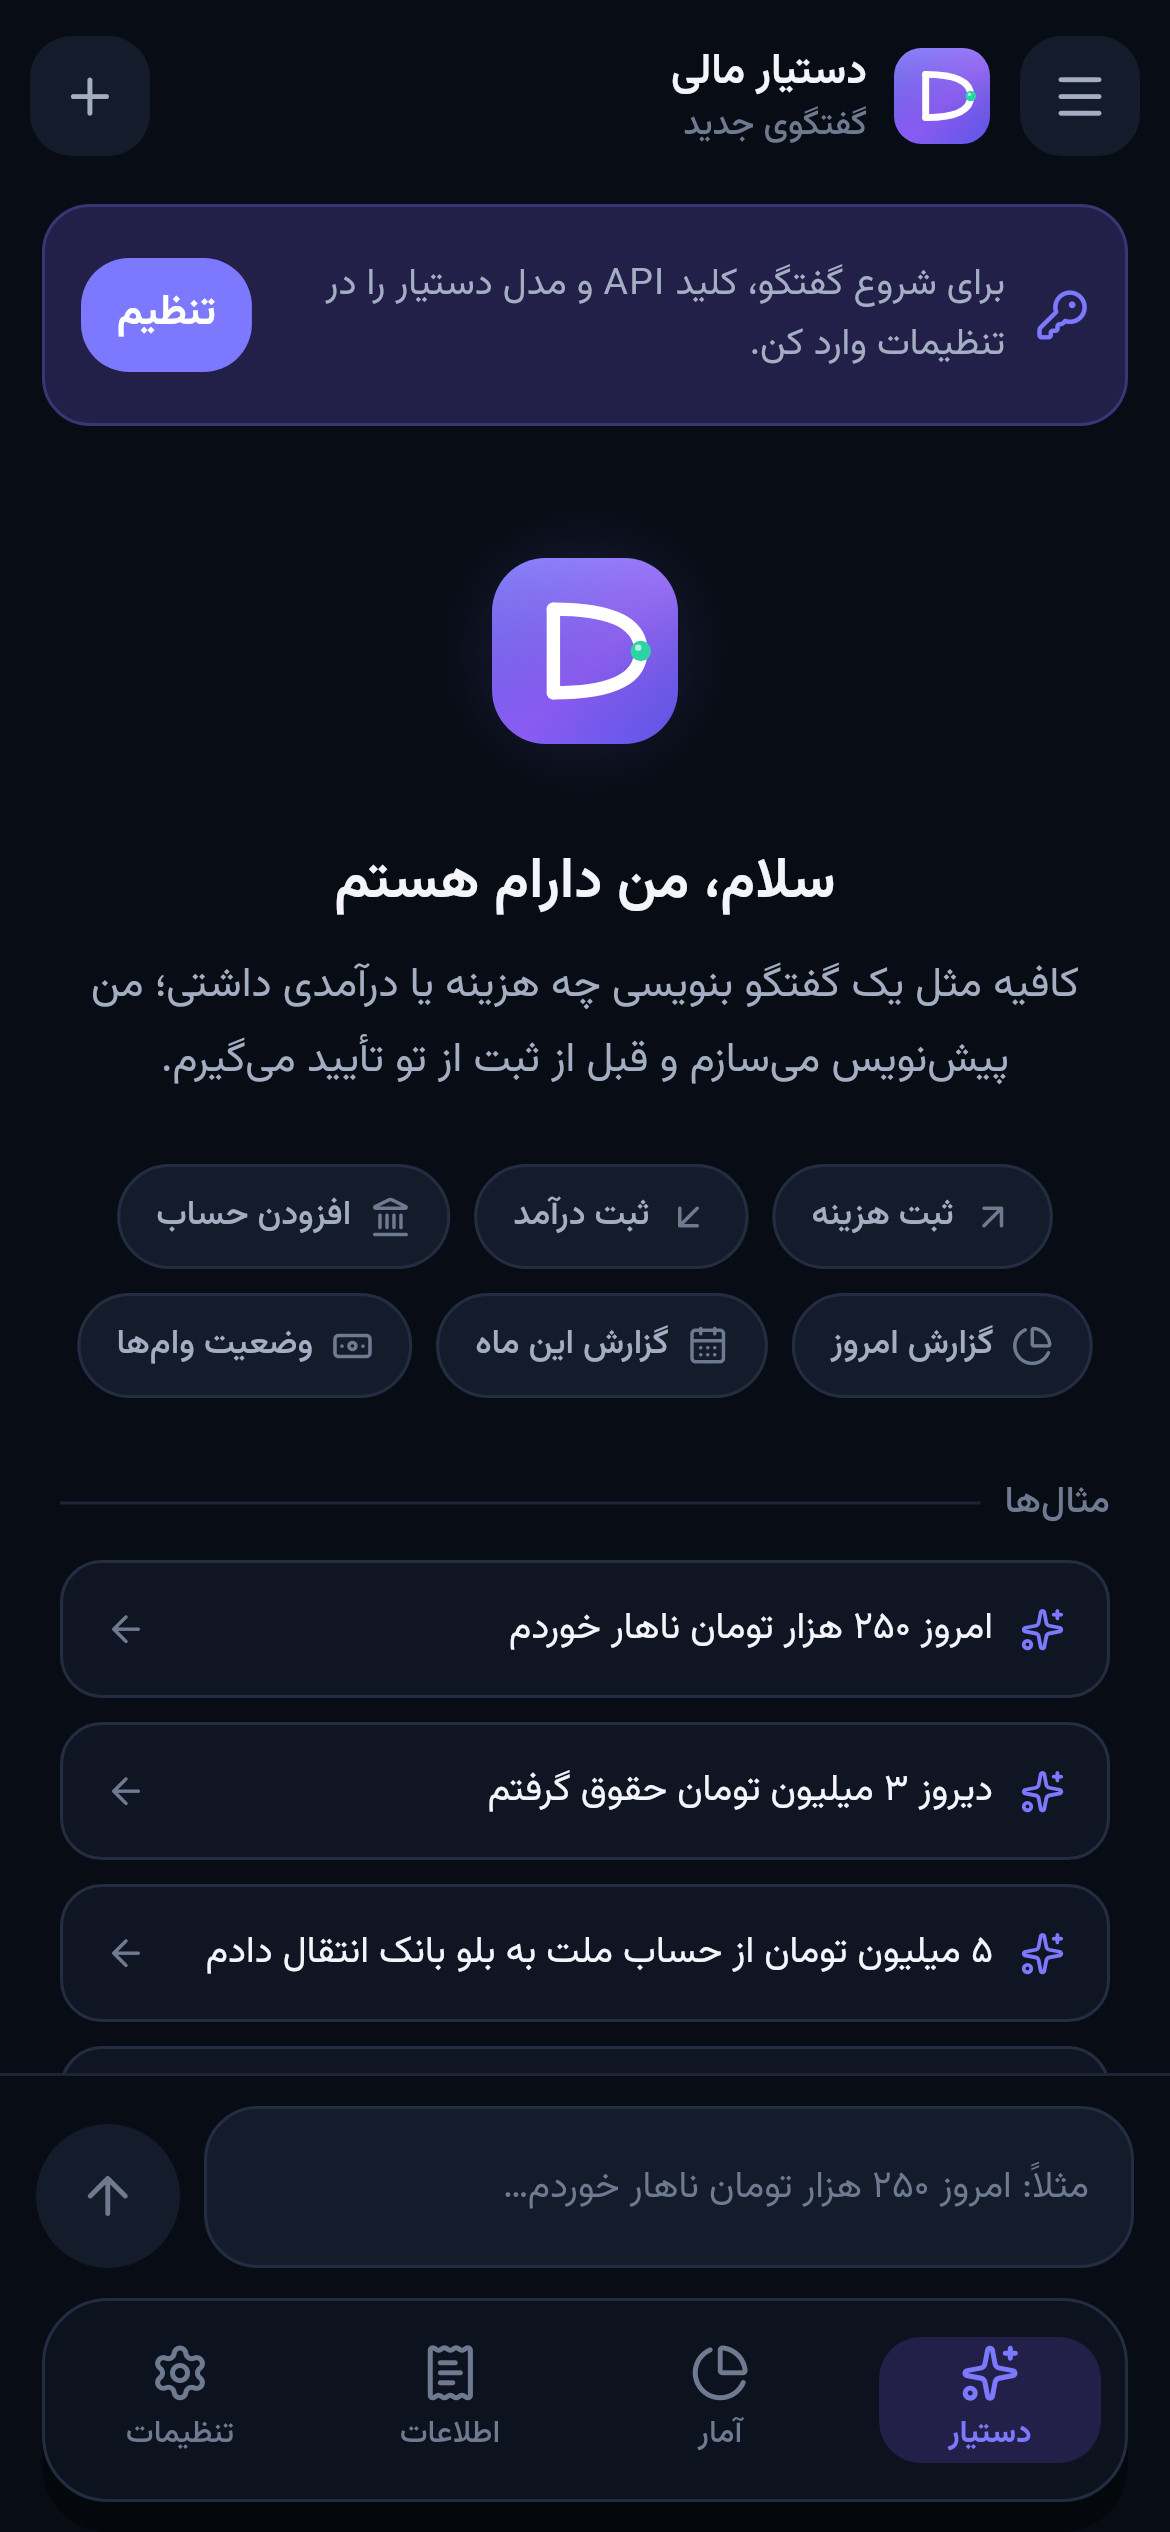 دستیار مالی
گفتگوی جدید
برای شروع گفتگو، کلید API و مدل دستیار را در
تنظیمات وارد کن.
تنظیم
سلام، من دارام هستم
کافیه مثل یک گفتگو بنویسی چه هزینه یا درآمدی داشتی؛ من
پیش‌نویس می‌سازم و قبل از ثبت از تو تأیید می‌گیرم.
ثبت هزینه
ثبت درآمد
افزودن حساب
گزارش امروز
گزارش این ماه
وضعیت وام‌ها
مثال‌ها
امروز ۲۵۰ هزار تومان ناهار خوردم
دیروز ۳ میلیون تومان حقوق گرفتم
۵ میلیون تومان از حساب ملت به بلو بانک انتقال دادم
مثلاً: امروز ۲۵۰ هزار تومان ناهار خوردم...
دستیار
آمار
اطلاعات
تنظیمات